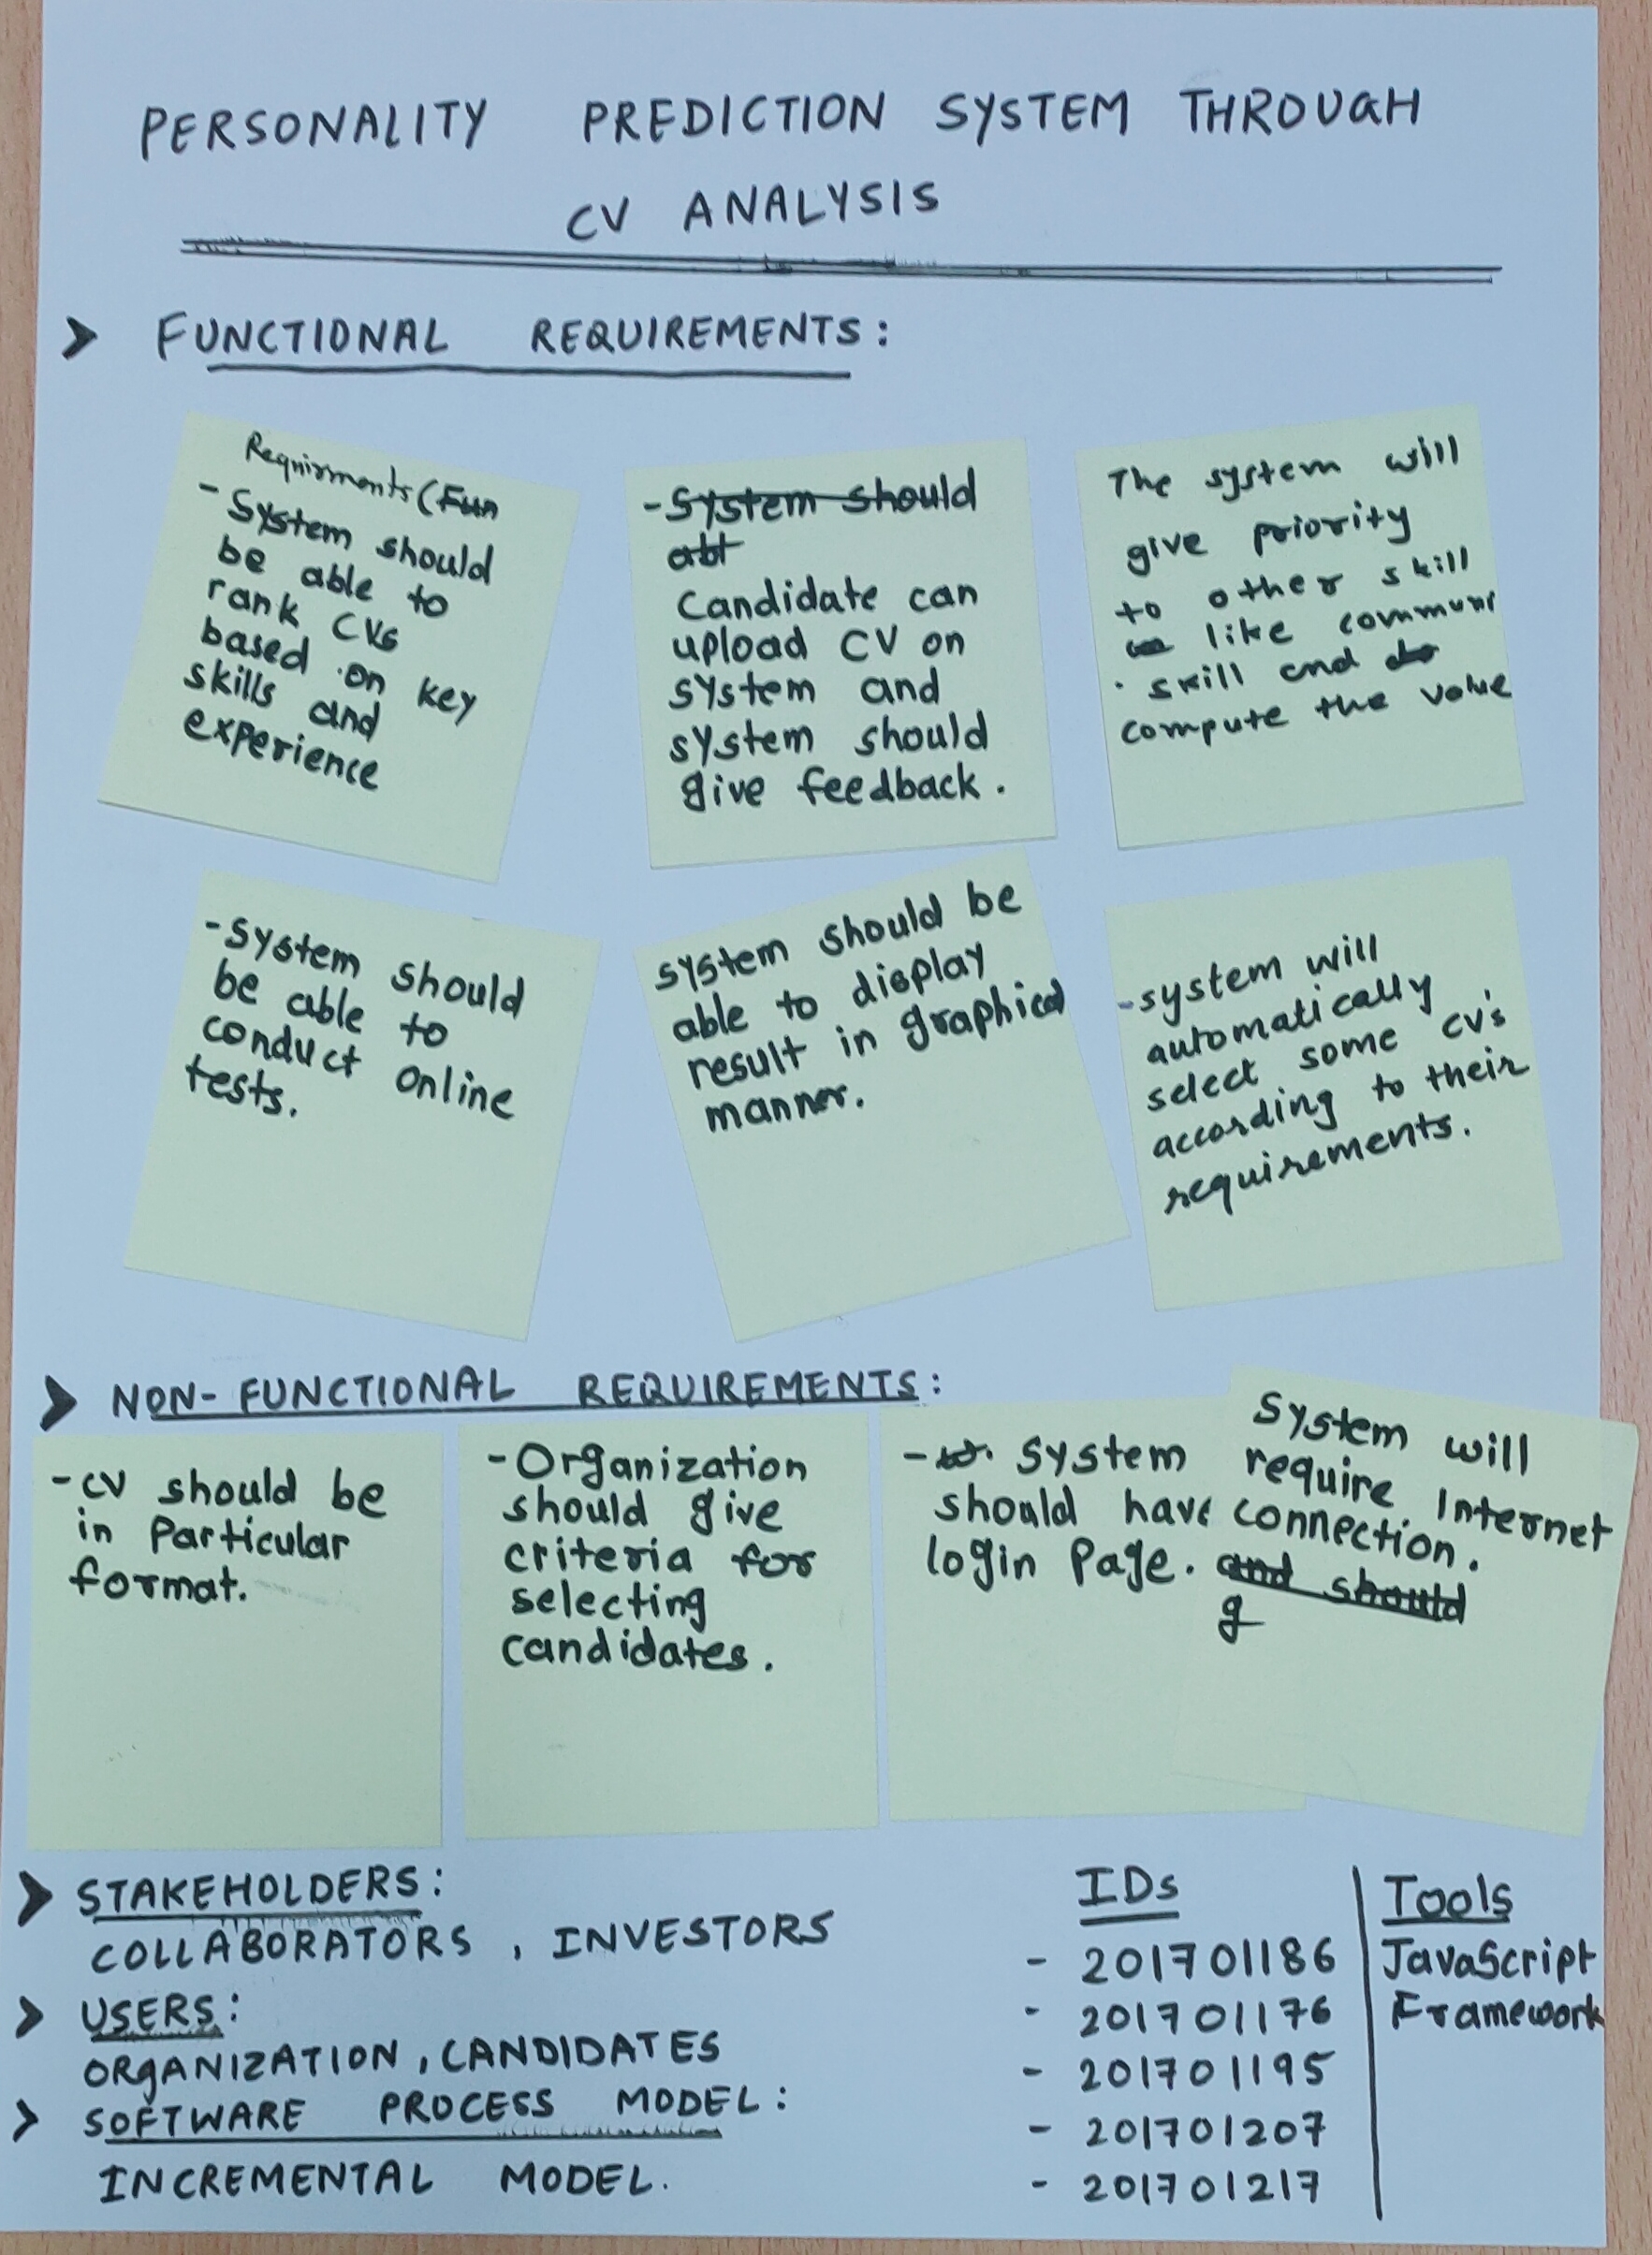 PERSONALITY PREDICTION SYSTEM THROUGH
CV ANALYSIS
FUNCTIONAL REQUIREMENTS:
Requirments (Fun
- System should
be able to
rank CVs
based on key
skills and
experience
- System should
abt
Candidate can
upload CV on
system and
system should
give feedback.
The system will
give priority
to other skill
like communi
skill and
compute the value
- System should
be able to
conduct online
tests.
system should be
able to display
result in graphical
manner.
- system will
automatically
select some cv's
according to their
requirements.
NON-FUNCTIONAL REQUIREMENTS:
- CV should be
in particular
format.
- Organization
should give
criteria for
selecting
candidates.
- System
should have
login page.
System will
require Internet
connection.
and should
g
STAKEHOLDERS:
COLLABORATORS, INVESTORS
USERS:
ORGANIZATION, CANDIDATES
SOFTWARE PROCESS MODEL:
INCREMENTAL MODEL.
IDs
- 201701186
- 201701176
- 201701195
- 201701207
- 201701217
Tools
JavaScript
Framework